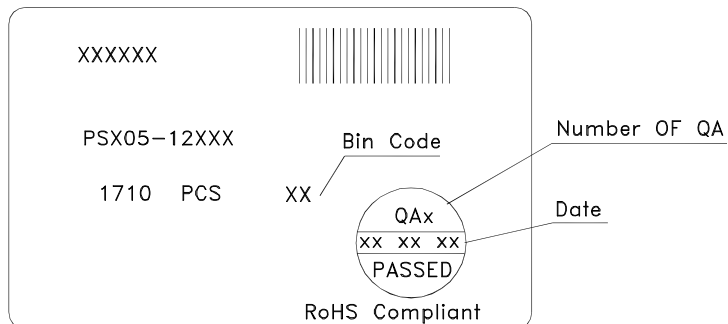 XXXXXX
PSX05-12XXX
Bin Code
Number OF QA
1710 PCS
XX
QAx
Date
xx xx xx
PASSED
RoHS Compliant